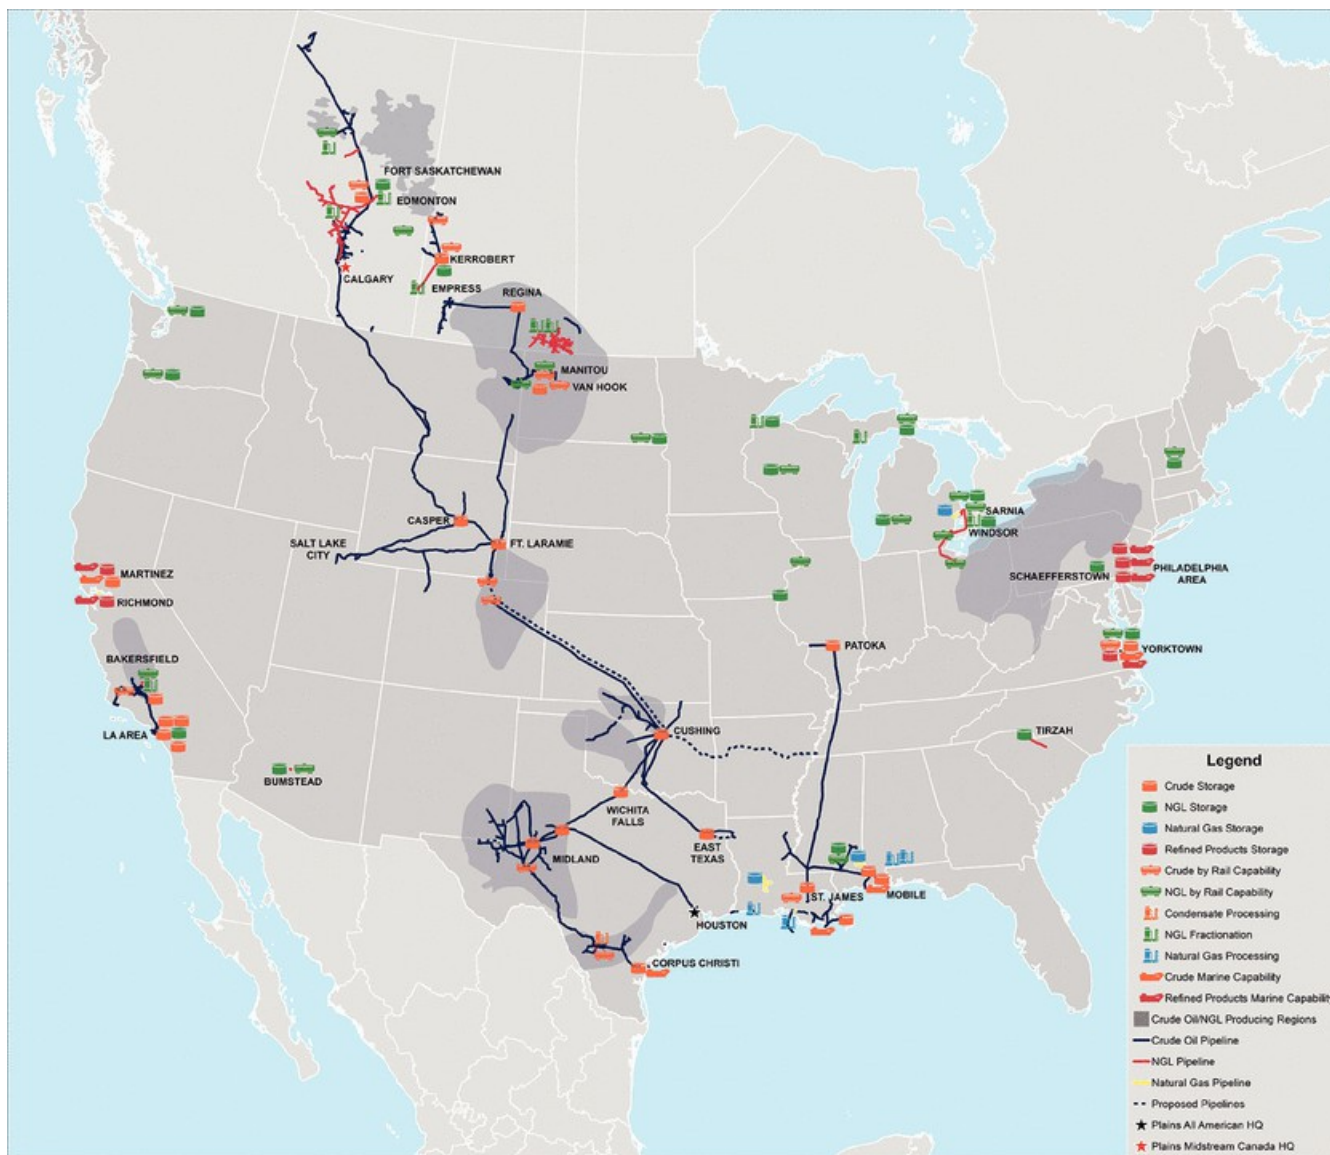 FORT SASKATCHEWAN
EDMONTON
KERROBERT
CALGARY
EMPRESS
REGINA
MANITOU
VAN HOOK
CASPER
SALT LAKE
CITY
FT. LARAMIE
SARNIA
WINDSOR
MARTINEZ
RICHMOND
SCHAEFFERSTOWN
PHILADELPHIA
AREA
PATOKA
YORKTOWN
BAKERSFIELD
LA AREA
CUSHING
TIRZAH
BUMSTEAD
WICHITA
FALLS
EAST
TEXAS
MIDLAND
ST. JAMES
MOBILE
HOUSTON
CORPUS CHRISTI
Legend
Crude Storage
NGL Storage
Natural Gas Storage
Refined Products Storage
Crude by Rail Capability
NGL by Rail Capability
Condensate Processing
NGL Fractionation
Natural Gas Processing
Crude Marine Capability
Refined Products Marine Capability
Crude Oil/NGL Producing Regions
Crude Oil Pipeline
NGL Pipeline
Natural Gas Pipeline
Proposed Pipelines
Plains All American HQ
Plains Midstream Canada HQ